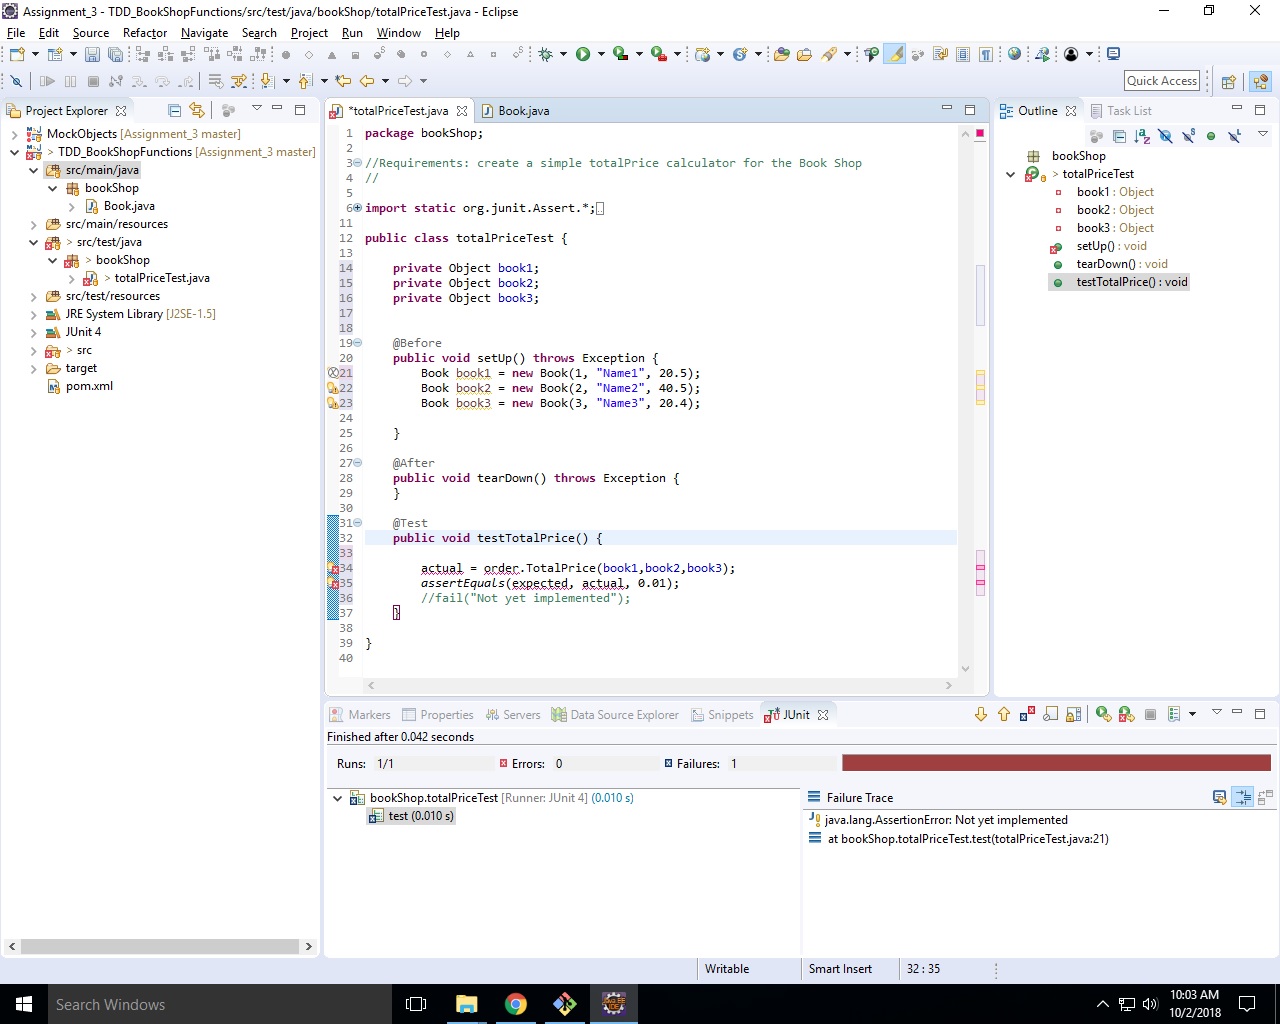 Assignment_3 - TDD_BookShopFunctions/src/test/java/bookShop/totalPriceTest.java - Eclipse
File Edit Source Refactor Navigate Search Project Run Window Help
Quick Access
Project Explorer
MockObjects [Assignment_3 master]
> TDD_BookShopFunctions [Assignment_3 master]
src/main/java
bookShop
Book.java
src/main/resources
> src/test/java
> bookShop
> totalPriceTest.java
src/test/resources
JRE System Library [J2SE-1.5]
JUnit 4
> src
target
pom.xml
*totalPriceTest.java Book.java
1 package bookShop;
2
3 //Requirements: create a simple totalPrice calculator for the Book Shop
4 //
5
6 import static org.junit.Assert.*;
11
12 public class totalPriceTest {
13
14 private Object book1;
15 private Object book2;
16 private Object book3;
17
18
19 @Before
20 public void setUp() throws Exception {
21 Book book1 = new Book(1, "Name1", 20.5);
22 Book book2 = new Book(2, "Name2", 40.5);
23 Book book3 = new Book(3, "Name3", 20.4);
24
25 }
26
27 @After
28 public void tearDown() throws Exception {
29 }
30
31 @Test
32 public void testTotalPrice() {
33
34 actual = order.TotalPrice(book1,book2,book3);
35 assertEquals(expected, actual, 0.01);
36 //fail("Not yet implemented");
37 }
38
39 }
40
Outline Task List
bookShop
> totalPriceTest
book1 : Object
book2 : Object
book3 : Object
setUp() : void
tearDown() : void
testTotalPrice() : void
Markers Properties Servers Data Source Explorer Snippets JUnit
Finished after 0.042 seconds
Runs: 1/1 Errors: 0 Failures: 1
bookShop.totalPriceTest [Runner: JUnit 4] (0.010 s)
test (0.010 s)
Failure Trace
java.lang.AssertionError: Not yet implemented
at bookShop.totalPriceTest.test(totalPriceTest.java:21)
Writable Smart Insert 32 : 35
Search Windows
10:03 AM
10/2/2018